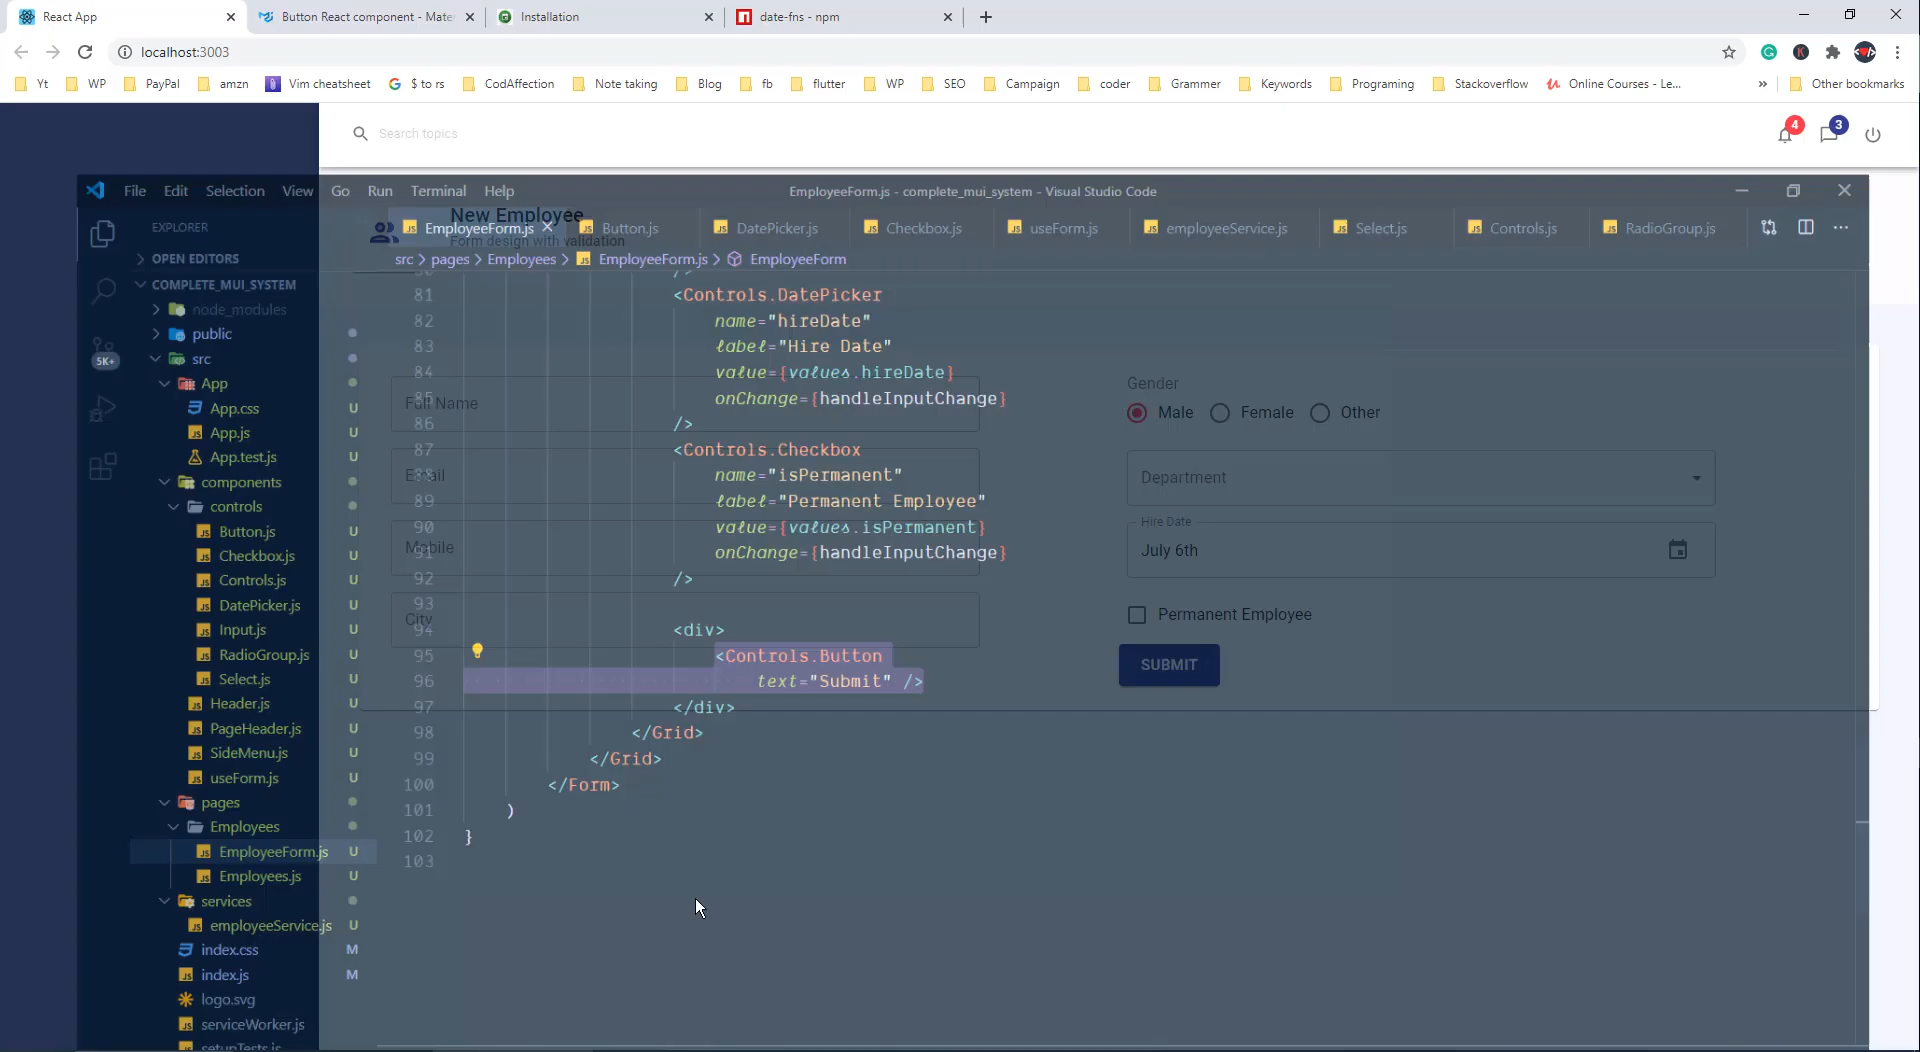 React App
Button React component - Mate
Installation
date-fns - npm
localhost:3003
Yt
WP
PayPal
amzn
Vim cheatsheet
$ to rs
CodAffection
Note taking
Blog
fb
flutter
WP
SEO
Campaign
coder
Grammer
Keywords
Programing
Stackoverflow
Online Courses - Le...
»
Other bookmarks
Search topics
4
3
File Edit Selection View Go Run Terminal Help
EmployeeForm.js - complete_mui_system - Visual Studio Code
New Employee
Form design with validation
EXPLORER
EmployeeForm.js
Button.js
DatePicker.js
Checkbox.js
useForm.js
employeeService.js
Select.js
Controls.js
RadioGroup.js
src > pages > Employees > EmployeeForm.js > EmployeeForm
OPEN EDITORS
COMPLETE_MUI_SYSTEM
node_modules
public
5K+
src
App
App.css U
App.js U
App.test.js U
components
controls
Button.js U
Checkbox.js U
Controls.js U
DatePicker.js U
Input.js U
RadioGroup.js U
Select.js U
Header.js U
PageHeader.js U
SideMenu.js U
useForm.js U
pages
Employees
EmployeeForm.js U
Employees.js U
services
employeeService.js U
index.css M
index.js M
logo.svg
serviceWorker.js
setupTests.js
80 />
81 <Controls.DatePicker
82 name="hireDate"
83 label="Hire Date"
84 value={values.hireDate}
85 onChange={handleInputChange}
86 />
87 <Controls.Checkbox
88 name="isPermanent"
89 label="Permanent Employee"
90 value={values.isPermanent}
91 onChange={handleInputChange}
92 />
93
94 <div>
95 <Controls.Button
96 text="Submit" />
97 </div>
98 </Grid>
99 </Grid>
100 </Form>
101 )
102 }
103
Full Name
Email
Mobile
City
Gender
Male Female Other
Department
Hire Date
July 6th
Permanent Employee
SUBMIT